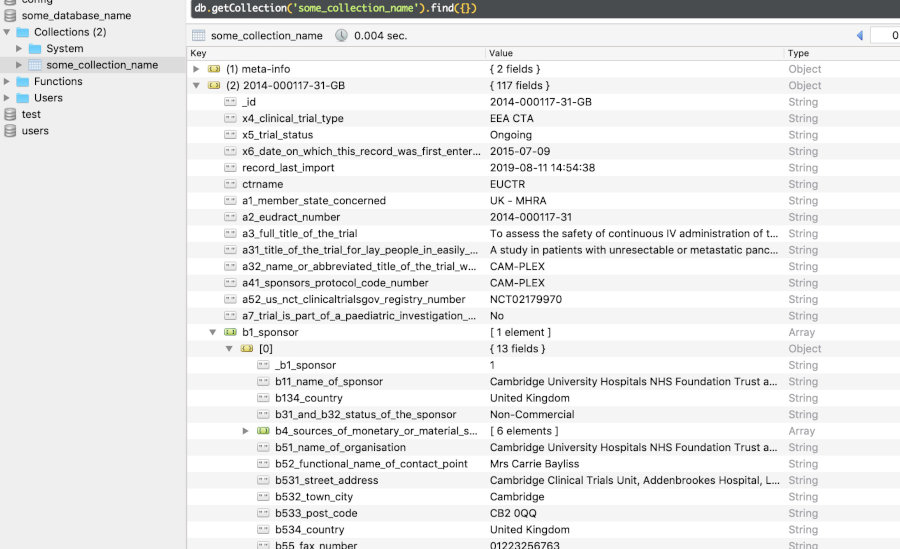 config
some_database_name
Collections (2)
System
some_collection_name
Functions
Users
test
users
db.getCollection('some_collection_name').find({})
some_collection_name 0.004 sec. 0
Key Value Type
(1) meta-info { 2 fields } Object
(2) 2014-000117-31-GB { 117 fields } Object
_id 2014-000117-31-GB String
x4_clinical_trial_type EEA CTA String
x5_trial_status Ongoing String
x6_date_on_which_this_record_was_first_enter... 2015-07-09 String
record_last_import 2019-08-11 14:54:38 String
ctrname EUCTR String
a1_member_state_concerned UK - MHRA String
a2_eudract_number 2014-000117-31 String
a3_full_title_of_the_trial To assess the safety of continuous IV administration of t... String
a31_title_of_the_trial_for_lay_people_in_easily_... A study in patients with unresectable or metastatic panc... String
a32_name_or_abbreviated_title_of_the_trial_w... CAM-PLEX String
a41_sponsors_protocol_code_number CAM-PLEX String
a52_us_nct_clinicaltrialsgov_registry_number NCT02179970 String
a7_trial_is_part_of_a_paediatric_investigation_... No String
b1_sponsor [ 1 element ] Array
[0] { 13 fields } Object
_b1_sponsor 1 String
b11_name_of_sponsor Cambridge University Hospitals NHS Foundation Trust a... String
b134_country United Kingdom String
b31_and_b32_status_of_the_sponsor Non-Commercial String
b4_sources_of_monetary_or_material_s... [ 6 elements ] Array
b51_name_of_organisation Cambridge University Hospitals NHS Foundation Trust a... String
b52_functional_name_of_contact_point Mrs Carrie Bayliss String
b531_street_address Cambridge Clinical Trials Unit, Addenbrookes Hospital, L... String
b532_town_city Cambridge String
b533_post_code CB2 0QQ String
b534_country United Kingdom String
b55_fax_number 01223256763 String